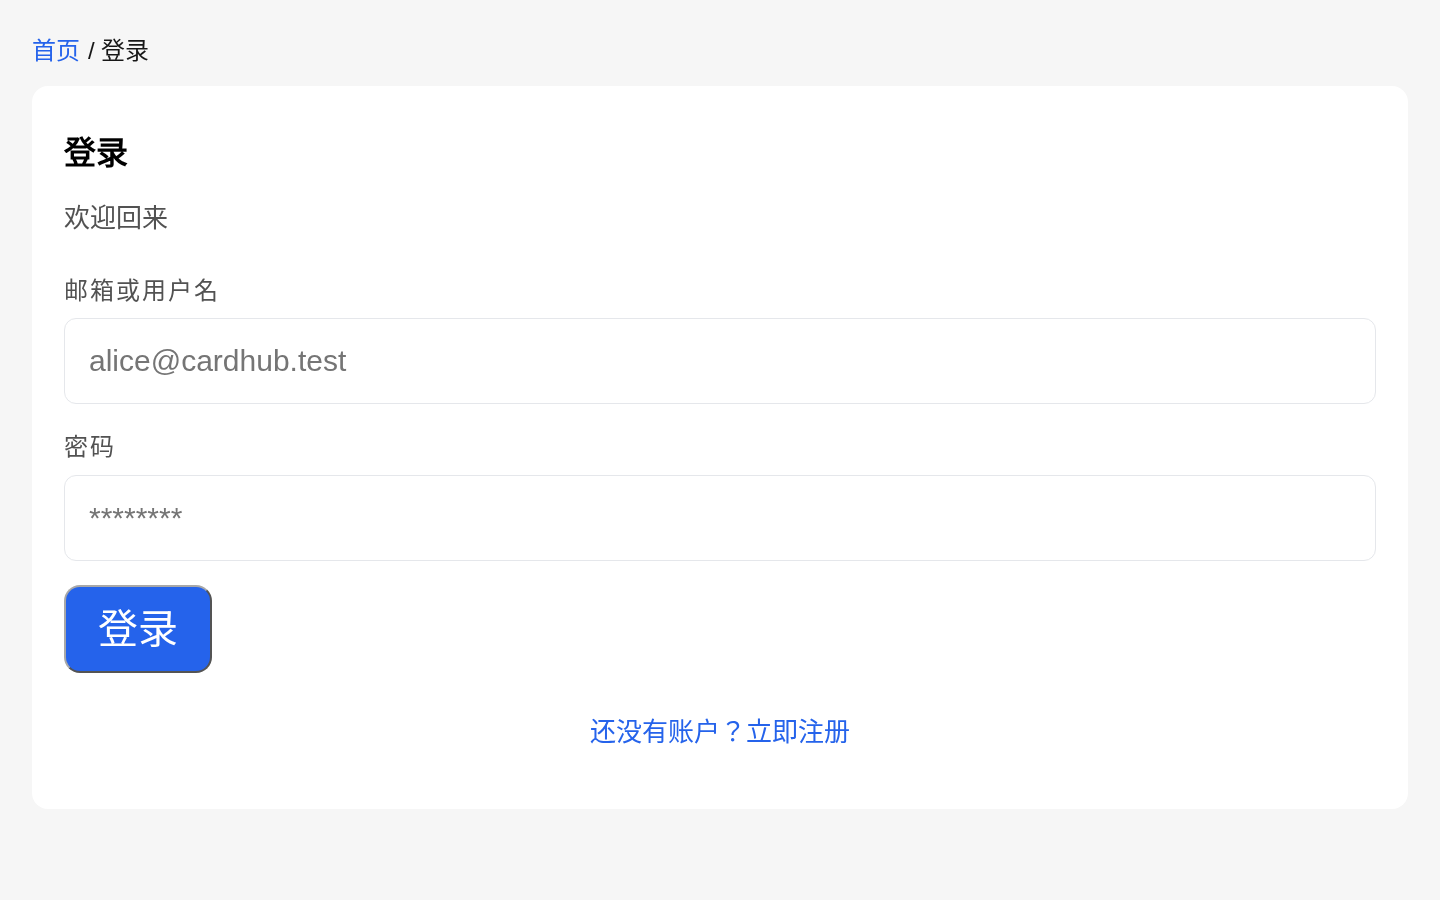 首页 / 登录
登录
欢迎回来
邮箱或用户名
alice@cardhub.test
密码
********
登录
还没有账户？立即注册